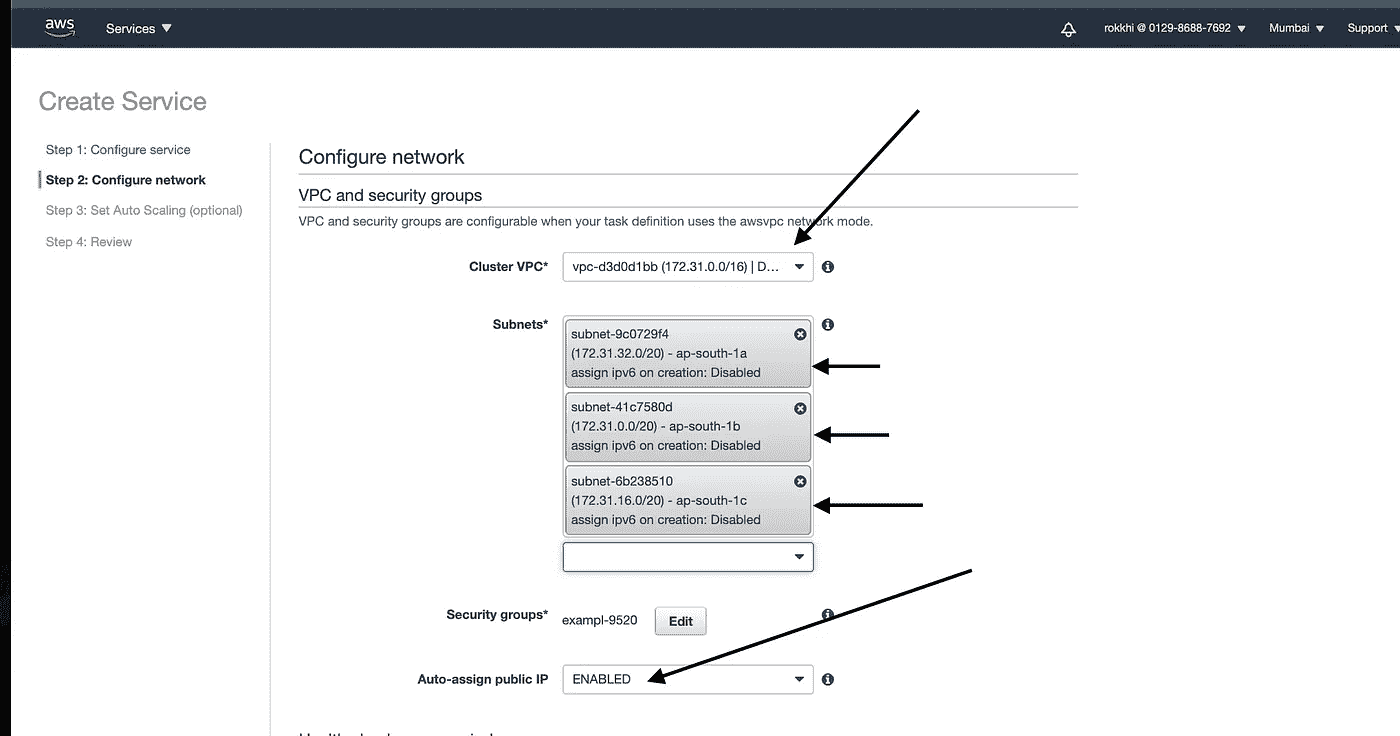 aws
Services
rokkhi @ 0129-8688-7692
Mumbai
Support
Create Service
Step 1: Configure service
Step 2: Configure network
Step 3: Set Auto Scaling (optional)
Step 4: Review
Configure network
VPC and security groups
VPC and security groups are configurable when your task definition uses the awsvpc network mode.
Cluster VPC*
vpc-d3d0d1bb (172.31.0.0/16) | D...
Subnets*
subnet-9c0729f4
(172.31.32.0/20) - ap-south-1a
assign ipv6 on creation: Disabled
subnet-41c7580d
(172.31.0.0/20) - ap-south-1b
assign ipv6 on creation: Disabled
subnet-6b238510
(172.31.16.0/20) - ap-south-1c
assign ipv6 on creation: Disabled
Security groups*
exampl-9520
Edit
Auto-assign public IP
ENABLED